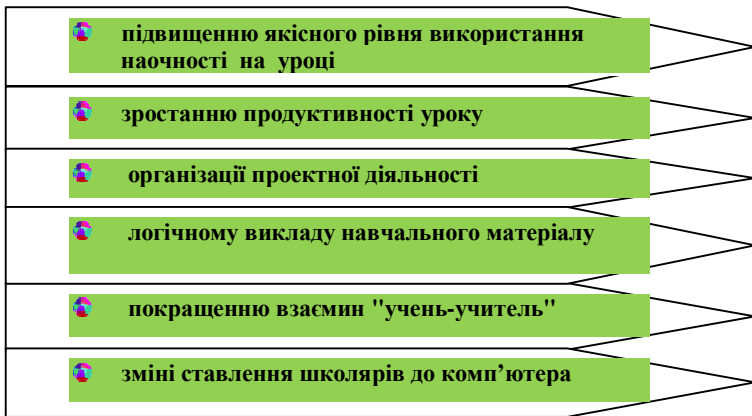 підвищенню якісного рівня використання
наочності на уроці
зростанню продуктивності уроку
організації проектної діяльності
логічному викладу навчального матеріалу
покращенню взаємин "учень-учитель"
зміні ставлення школярів до комп’ютера